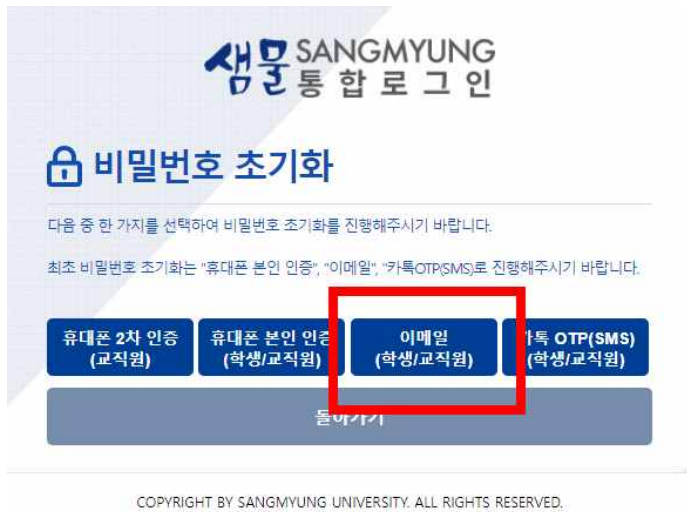 샘물 SANGMYUNG
통합로그인
비밀번호 초기화
다음 중 한 가지를 선택하여 비밀번호 초기화를 진행해주시기 바랍니다.
최초 비밀번호 초기화는 "휴대폰 본인 인증", "이메일", "카톡OTP(SMS)로 진행해주시기 바랍니다.
휴대폰 2차 인증 휴대폰 본인 인증 이메일 카톡 OTP(SMS)
(교직원) (학생/교직원) (학생/교직원) (학생/교직원)
돌아가기
COPYRIGHT BY SANGMYUNG UNIVERSITY. ALL RIGHTS RESERVED.